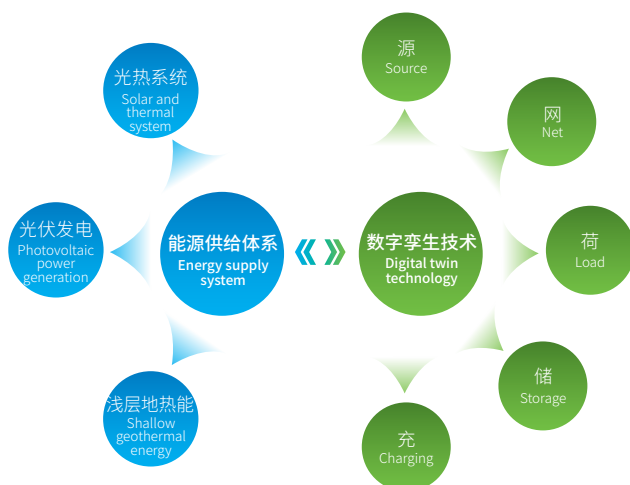 光热系统
Solar and
thermal
system
光伏发电
Photovoltaic
power
generation
浅层地热能
Shallow
geothermal
energy
能源供给体系
Energy supply
system
数字孪生技术
Digital twin
technology
源
Source
网
Net
荷
Load
储
Storage
充
Charging